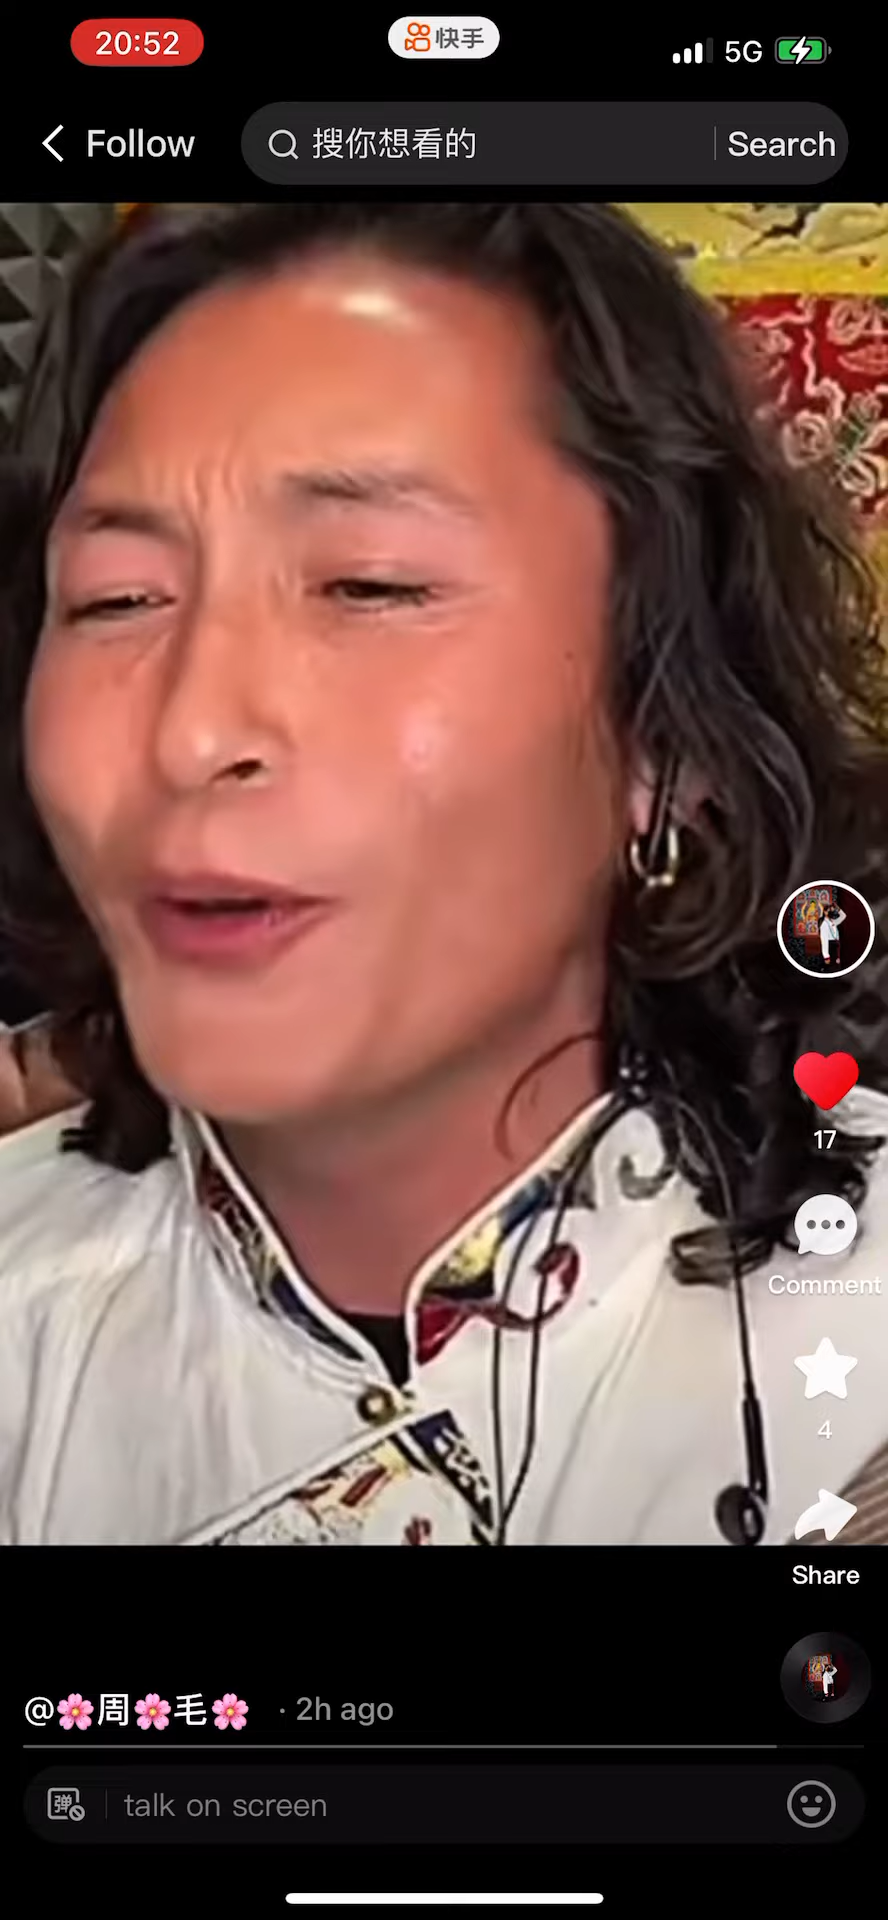 20:52
快手
5G
Follow
搜你想看的
Search
17
Comment
4
Share
@🌸周🌸毛🌸 · 2h ago
弹
talk on screen